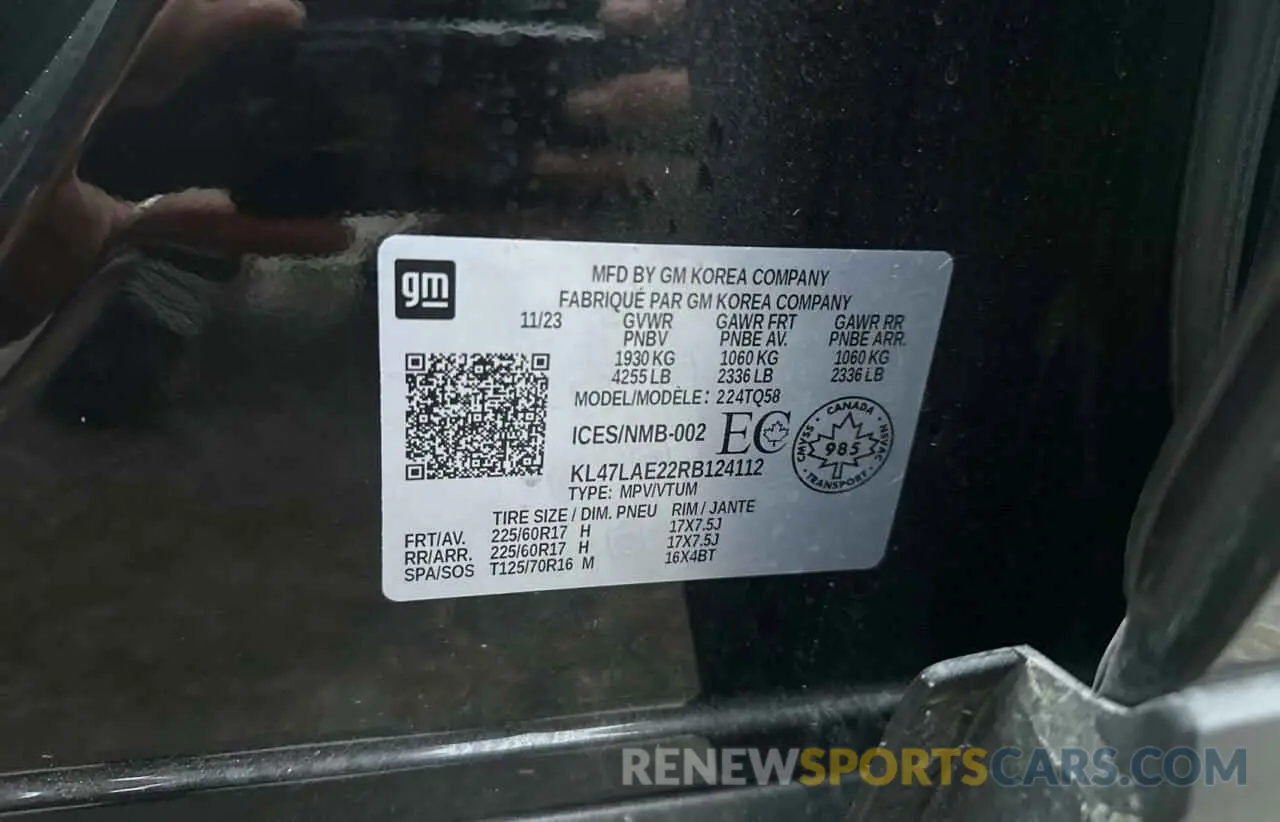 gm
MFD BY GM KOREA COMPANY
FABRIQUÉ PAR GM KOREA COMPANY
11/23 GVWR GAWR FRT GAWR RR
PNBV PNBE AV. PNBE ARR.
1930 KG 1060 KG 1060 KG
4255 LB 2336 LB 2336 LB
MODEL/MODÈLE: 224TQ58
ICES/NMB-002 EC
CANADA
CMVSS 985 NSVAC
TRANSPORT
KL47LAE22RB124112
TYPE: MPV/VTUM
TIRE SIZE / DIM. PNEU RIM / JANTE
FRT/AV. 225/60R17 H 17X7.5J
RR/ARR. 225/60R17 H 17X7.5J
SPA/SOS T125/70R16 M 16X4BT
RENEWSPORTSCARS.COM